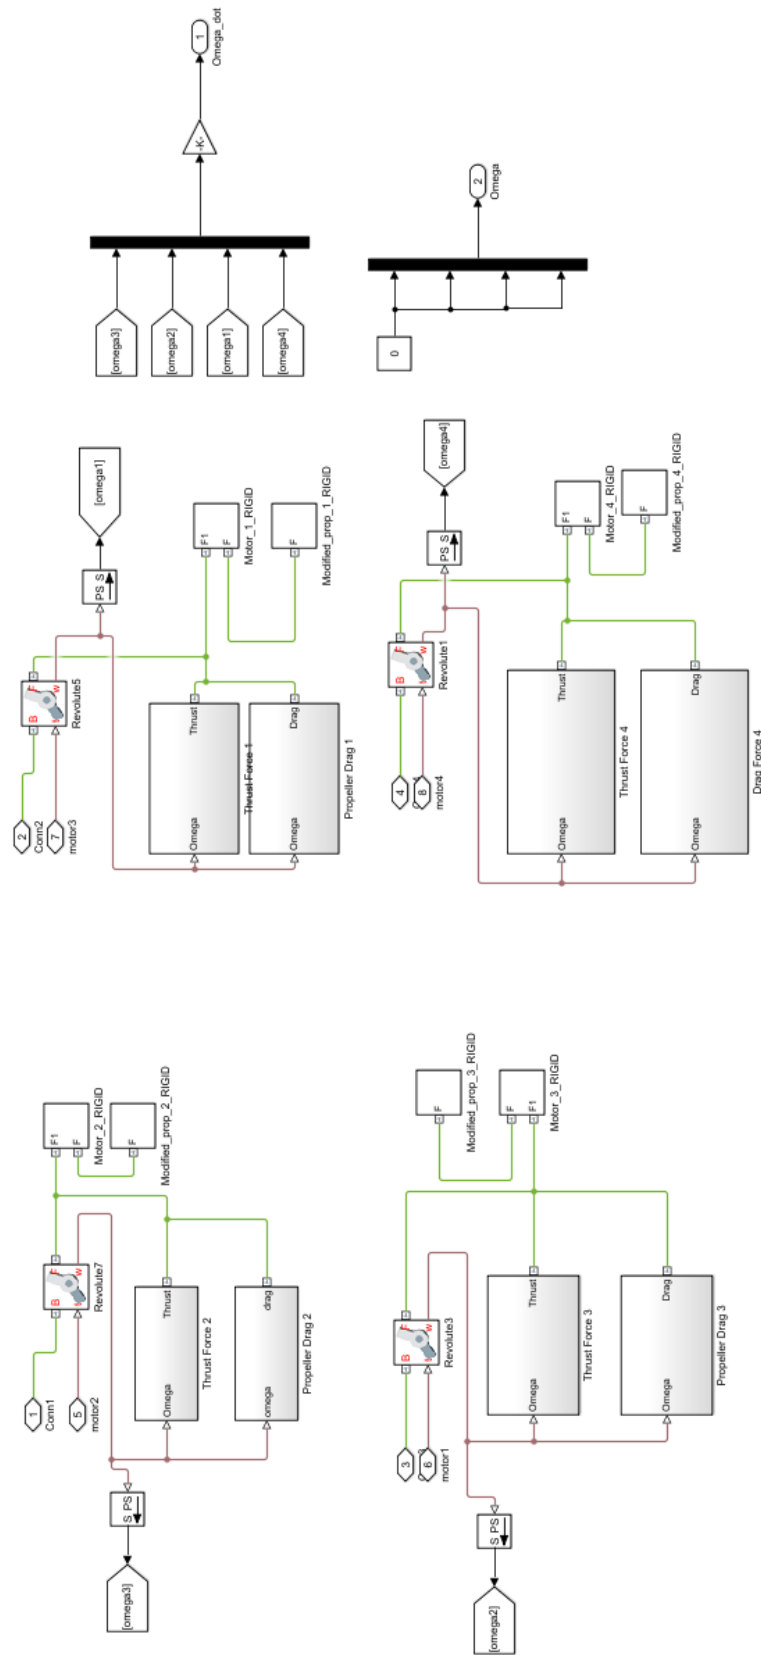 [omega3]
S PS
1
Conn1
5
motor2
B
F
w
Revolute7
F1
F
Motor_2_RIGID
F
Modified_prop_2_RIGID
Omega
Thrust
Thrust Force 2
omega
drag
Propeller Drag 2
2
Conn2
7
motor3
B
F
w
Revolute5
PS S
[omega1]
F1
F
Motor_1_RIGID
F
Modified_prop_1_RIGID
Omega
Thrust
Thrust Force 1
Omega
Drag
Propeller Drag 1
[omega3]
[omega2]
[omega1]
[omega4]
-K-
1
Omega_dot
[omega2]
S PS
3
6
motor1
B
F
w
Revolute3
F
Modified_prop_3_RIGID
F
F1
Motor_3_RIGID
Omega
Thrust
Thrust Force 3
Omega
Drag
Propeller Drag 3
4
8
motor4
B
F
w
Revolute1
PS S
[omega4]
F1
F
Motor_4_RIGID
F
Modified_prop_4_RIGID
Omega
Thrust
Thrust Force 4
Omega
Drag
Drag Force 4
0
2
Omega